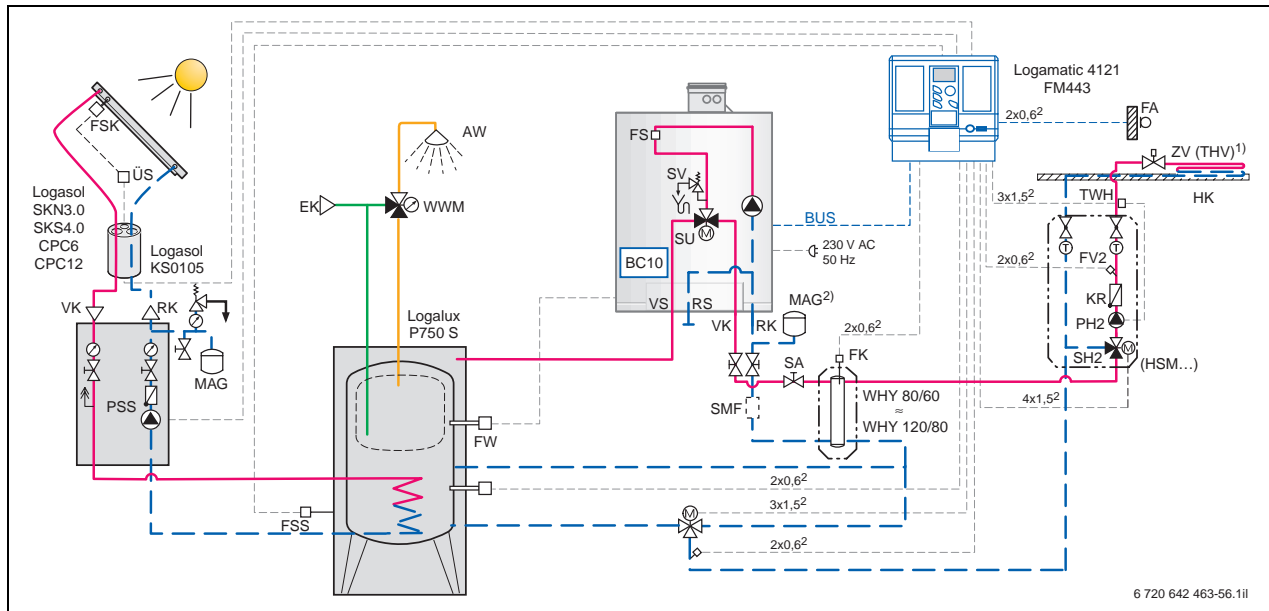 FSK
ÜS
Logasol
SKN3.0
SKS4.0
CPC6
CPC12
Logasol
KS0105
VK
RK
MAG
PSS
FSS
AW
EK
WWM
Logalux
P750 S
FW
FS
SV
SU
M
BC10
VS
RS
VK
RK
MAG2)
SMF
SA
FK
WHY 80/60
≈
WHY 120/80
BUS
230 V AC
50 Hz
Logamatic 4121
FM443
2x0,6²
FA
ZV (THV)1)
HK
3x1,5²
TWH
T
T
2x0,6²
FV2
KR
PH2
SH2
M
(HSM...)
4x1,5²
2x0,6²
2x0,6²
3x1,5²
M
2x0,6²
6 720 642 463-56.1il